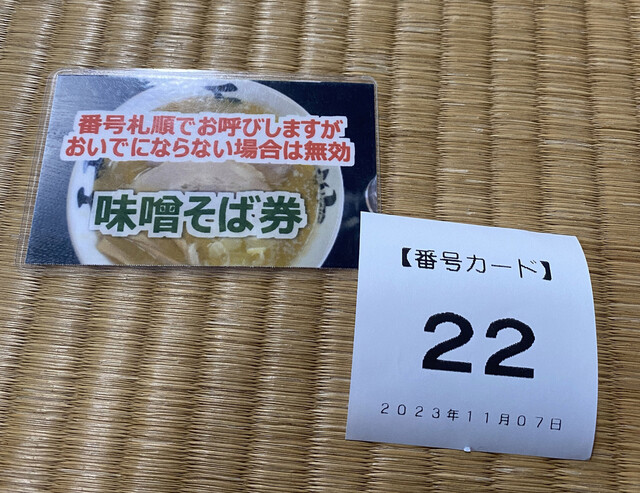 番号札順でお呼びしますが
おいでにならない場合は無効
味噌そば券
【番号カード】
22
2023年11月07日